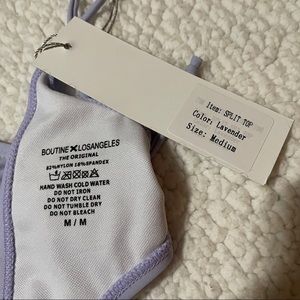 BOUTINE LOSANGELES
THE ORIGINAL
82%NYLON 18%SPANDEX
HAND WASH COLD WATER
DO NOT IRON
DO NOT DRY CLEAN
DO NOT TUMBLE DRY
DO NOT BLEACH
M / M
Item: SPLIT TOP
Color: Lavender
Size: Medium